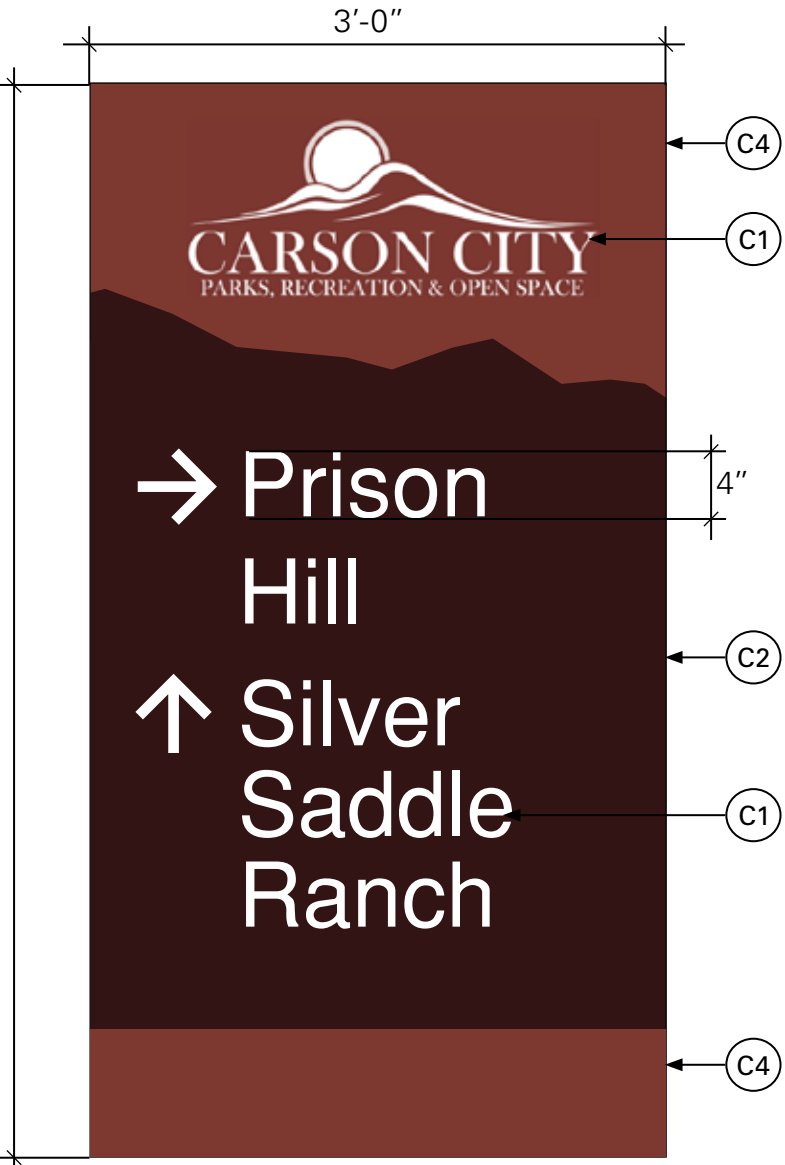 3′-0″
C4
CARSON CITY
C1
PARKS, RECREATION & OPEN SPACE
→ Prison
4″
Hill
C2
↑ Silver
Saddle
C1
Ranch
C4